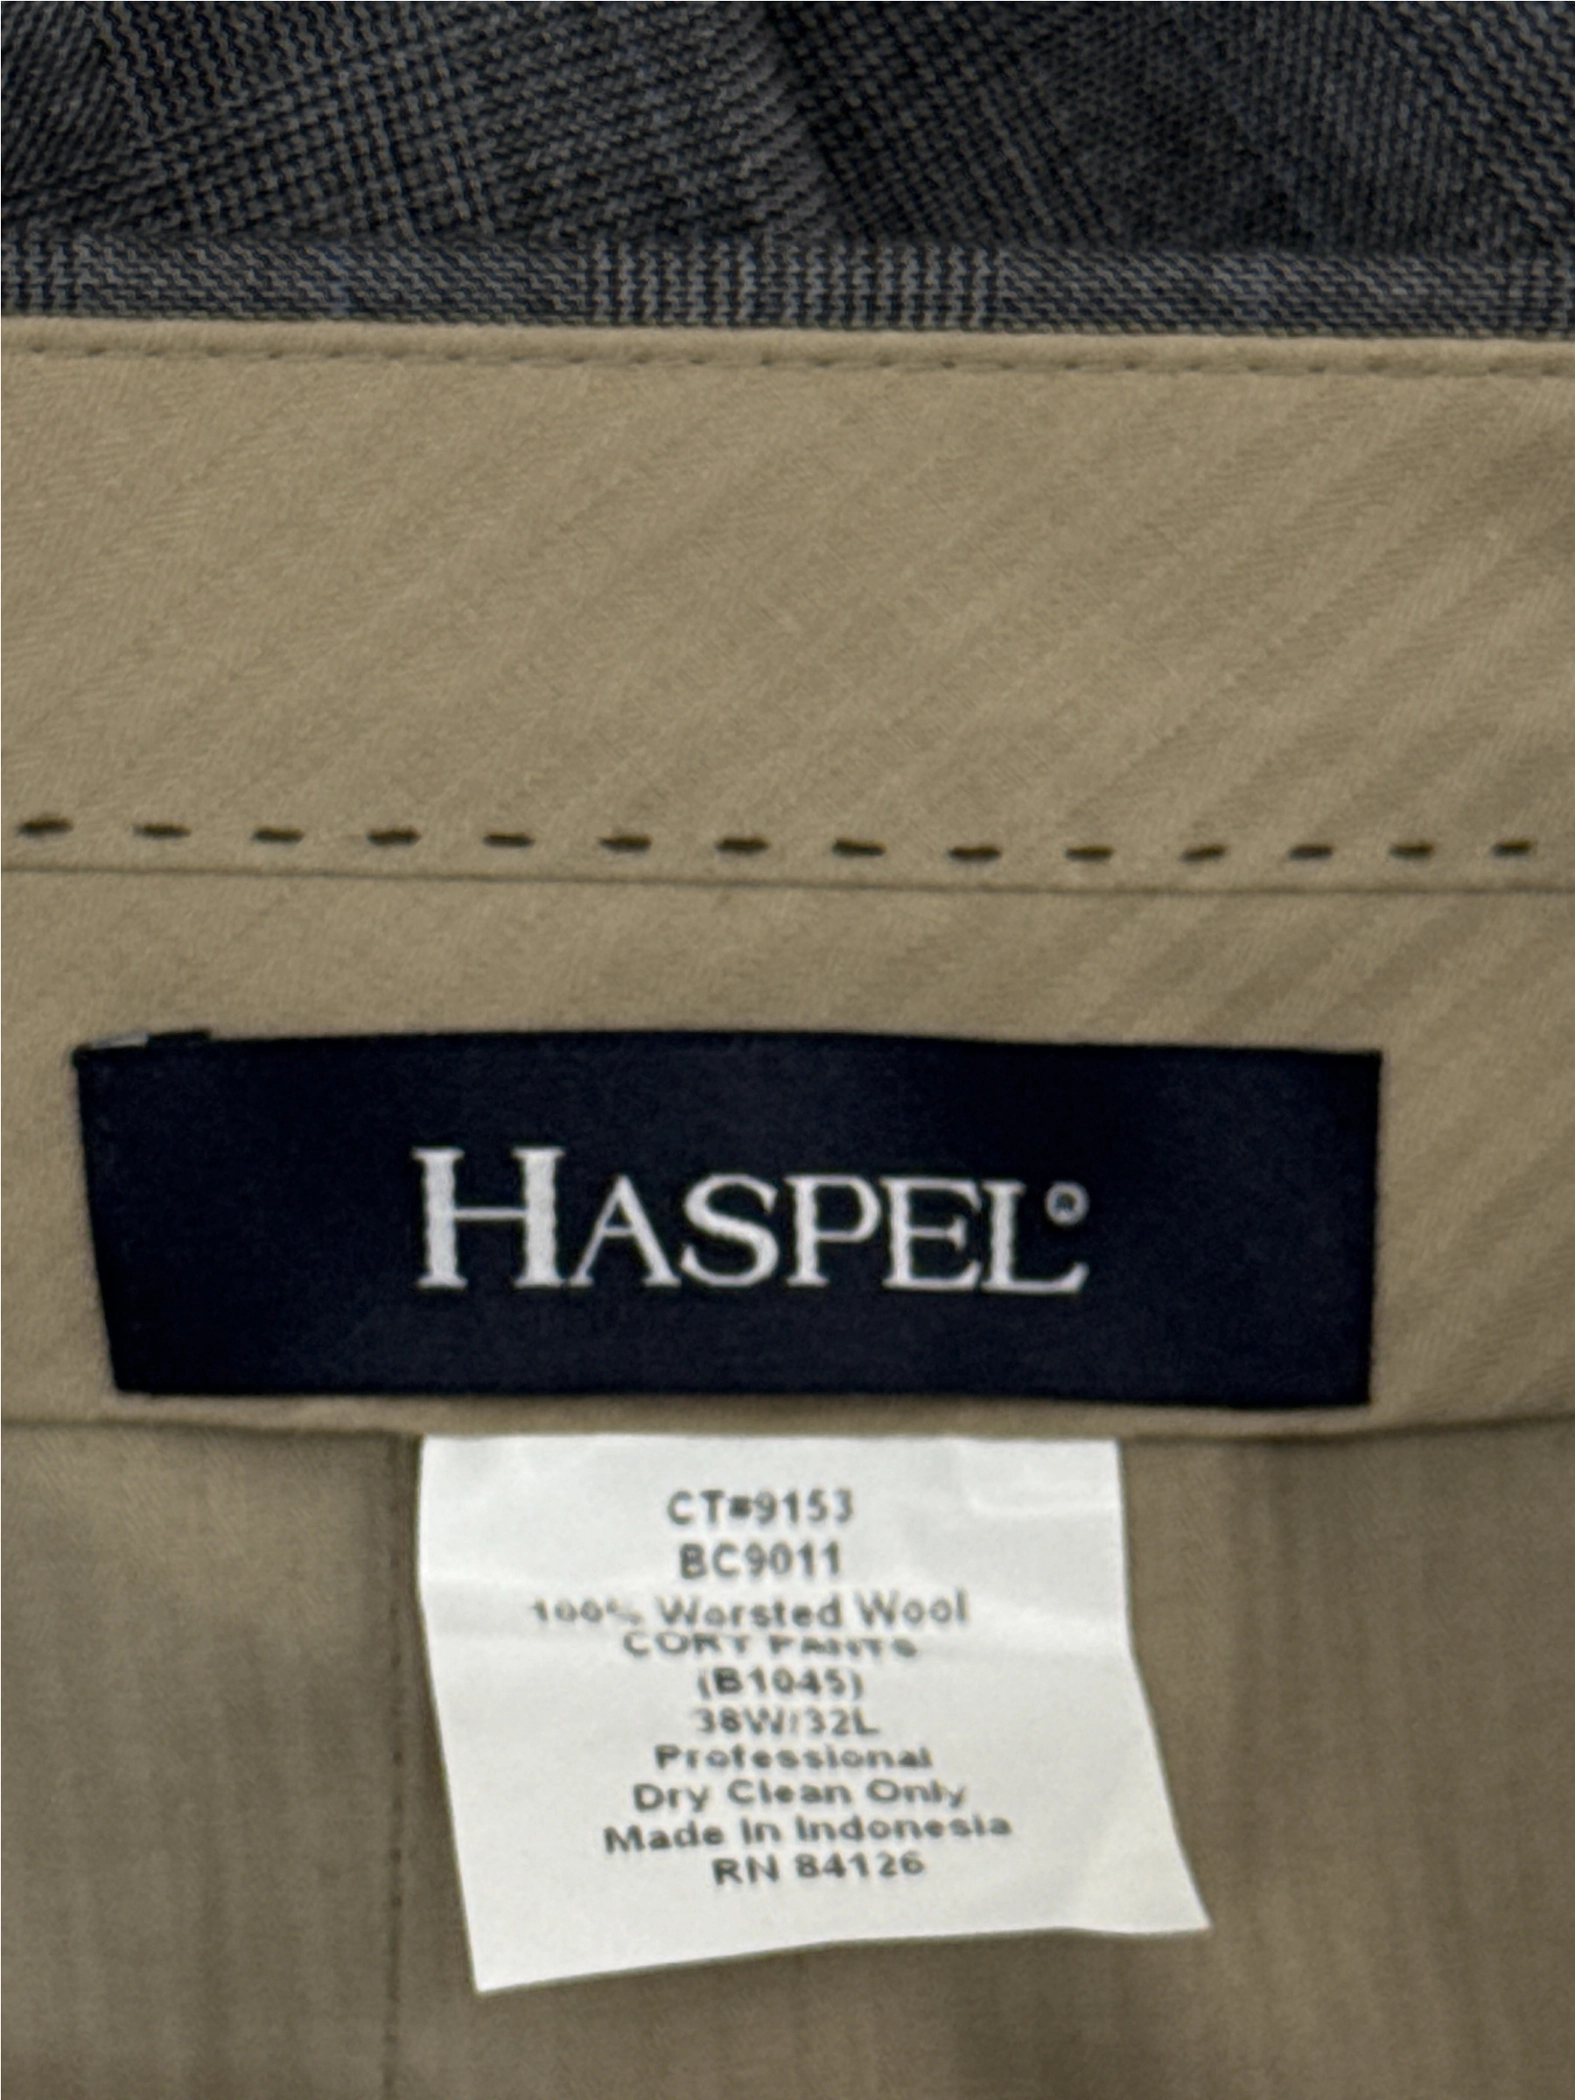 HASPEL®
CT#9153
BC9011
100% Worsted Wool
CORT PANTS
(B1045)
38W/32L
Professional
Dry Clean Only
Made In Indonesia
RN 84126